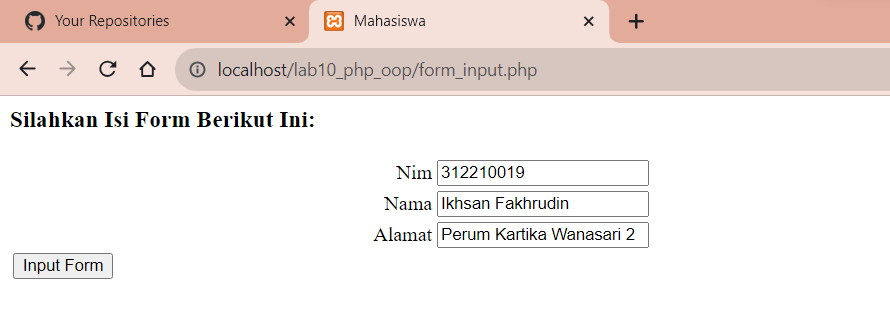 Your Repositories
Mahasiswa
localhost/lab10_php_oop/form_input.php
Silahkan Isi Form Berikut Ini:
Nim 312210019
Nama Ikhsan Fakhrudin
Alamat Perum Kartika Wanasari 2
Input Form